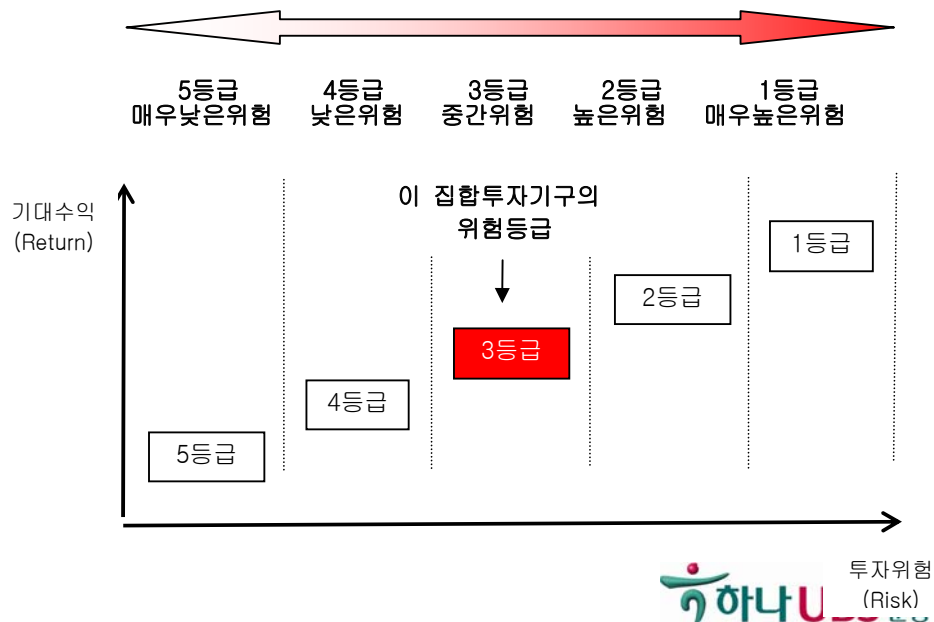 5등급
매우낮은위험
4등급
낮은위험
3등급
중간위험
2등급
높은위험
1등급
매우높은위험
기대수익
(Return)
이 집합투자기구의
위험등급
1등급
2등급
3등급
4등급
5등급
투자위험
(Risk)
하나 U